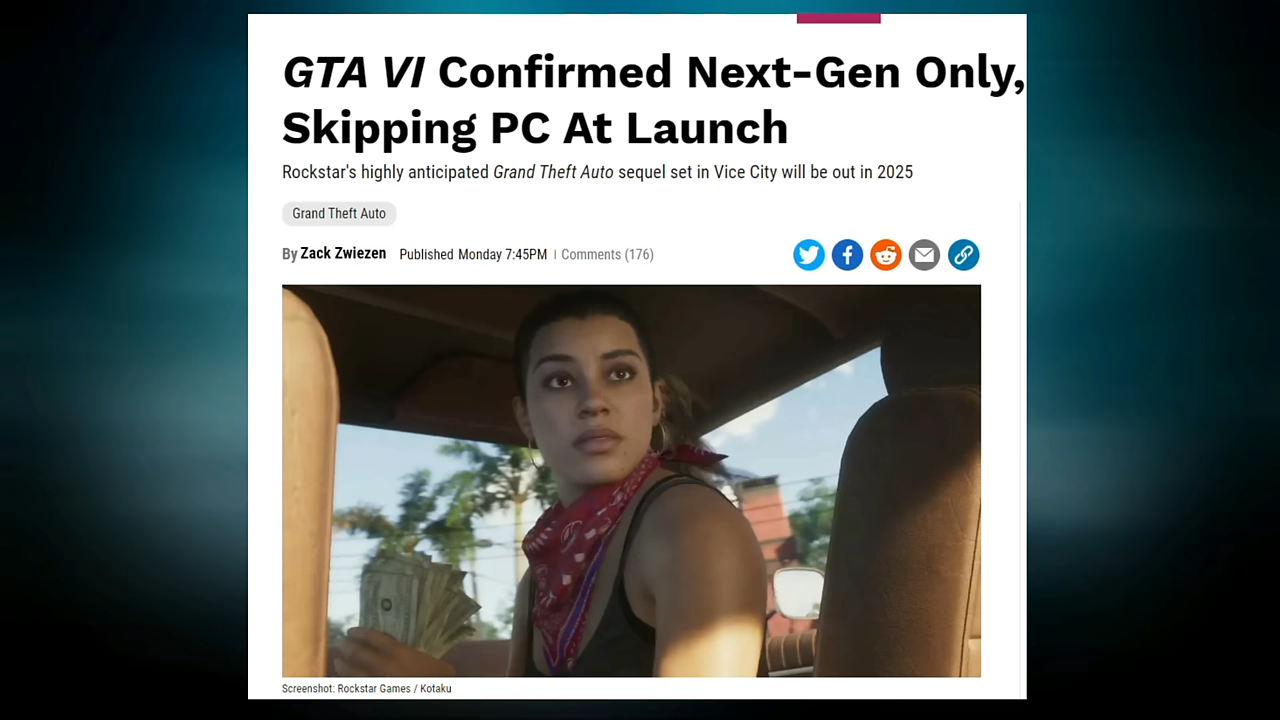 GTA VI Confirmed Next-Gen Only,
Skipping PC At Launch
Rockstar's highly anticipated Grand Theft Auto sequel set in Vice City will be out in 2025
Grand Theft Auto
By Zack Zwiezen Published Monday 7:45PM | Comments (176)
Screenshot: Rockstar Games / Kotaku